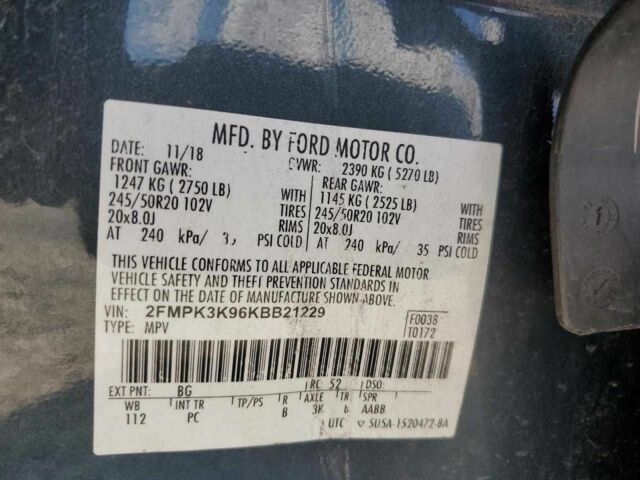 MFD. BY FORD MOTOR CO.
DATE: 11/18 GVWR: 2390 KG ( 5270 LB)
FRONT GAWR: REAR GAWR:
1247 KG ( 2750 LB) WITH 1145 KG ( 2525 LB) WITH
245/50R20 102V TIRES 245/50R20 102V TIRES
20x8.0J RIMS 20x8.0J RIMS
AT 240 kPa/ 3 PSI COLD AT 240 kPa/ 35 PSI COLD
THIS VEHICLE CONFORMS TO ALL APPLICABLE FEDERAL MOTOR
VEHICLE SAFETY AND THEFT PREVENTION STANDARDS IN
EFFECT ON THE DATE OF MANUFACTURE SHOWN ABOVE.
VIN: 2FMPK3K96KBB21229 F0038
TYPE: MPV T0172
EXT PNT: BG RC: 52 DSO:
WB INT TR TP/PS R AXLE TR SPR
112 PC B 3K 8 AABB
UTC 5U5A-1520472-BA
1